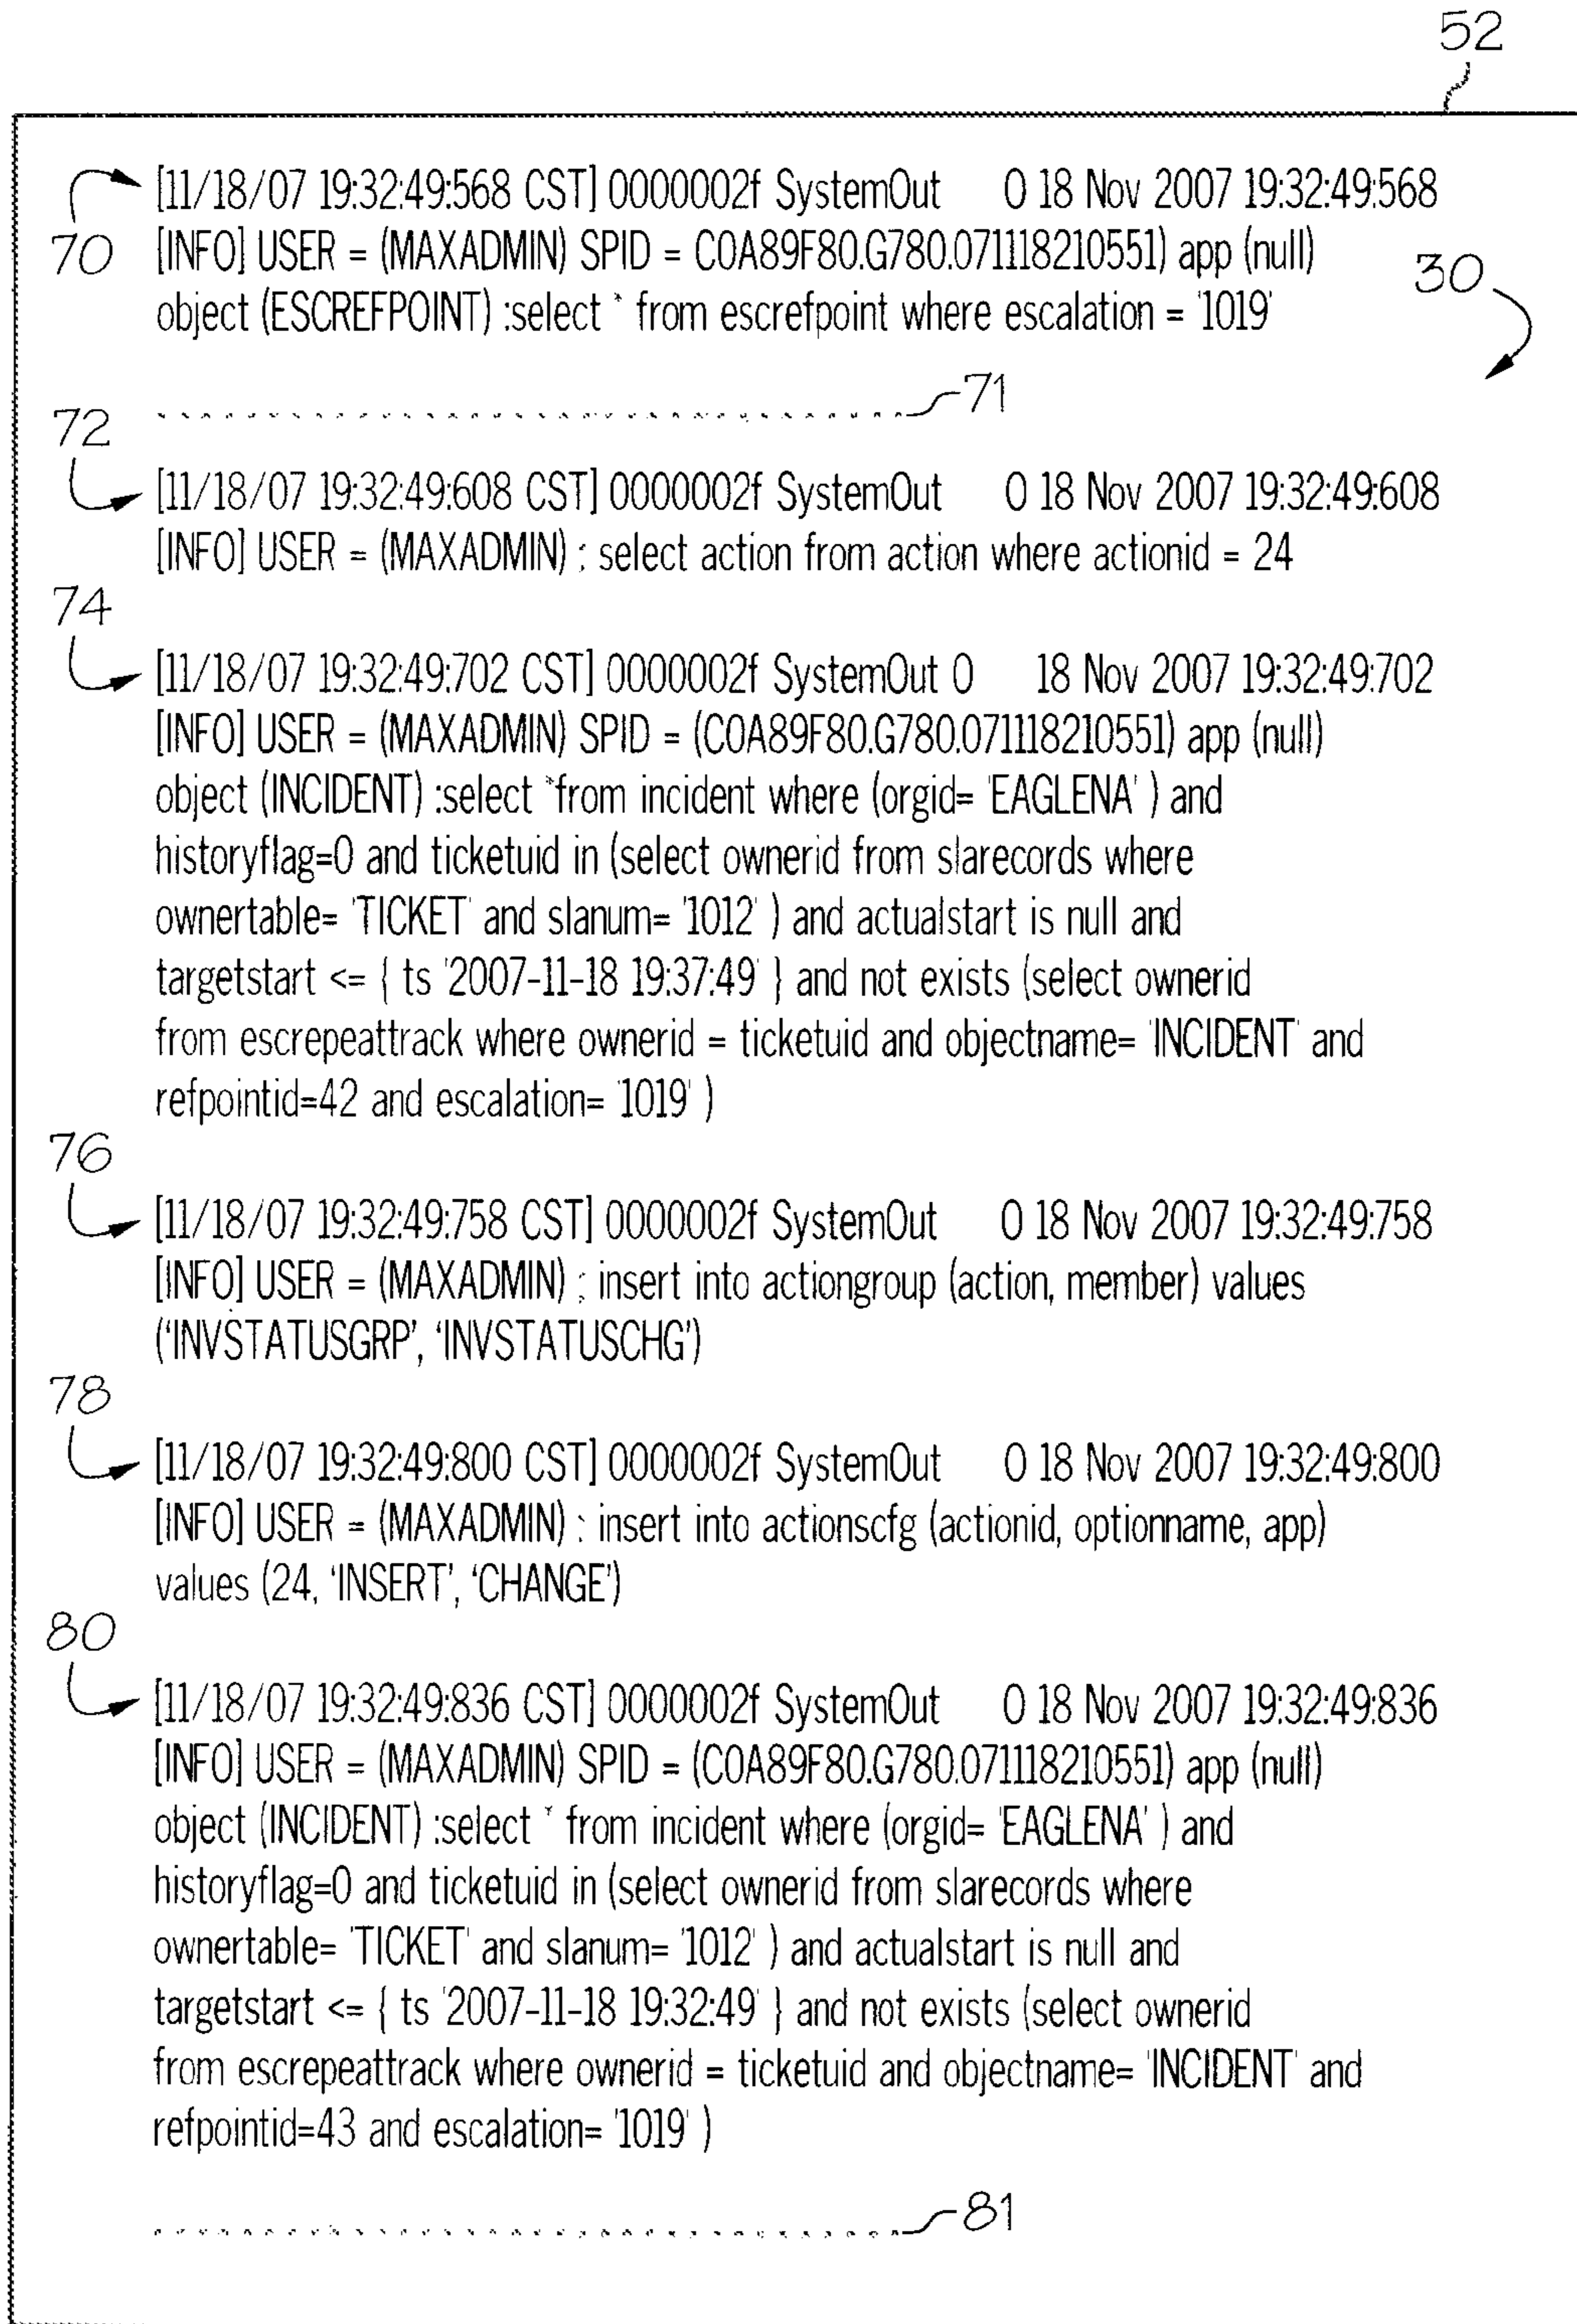 52
70 [11/18/07 19:32:49:568 CST] 0000002f SystemOut O 18 Nov 2007 19:32:49:568
[INFO] USER = (MAXADMIN) SPID = C0A89F80.G780.071118210551) app (null)
object (ESCREFPOINT) :select * from escrefpoint where escalation = '1019'
30
71
72
[11/18/07 19:32:49:608 CST] 0000002f SystemOut O 18 Nov 2007 19:32:49:608
[INFO] USER = (MAXADMIN) : select action from action where actionid = 24
74
[11/18/07 19:32:49:702 CST] 0000002f SystemOut O 18 Nov 2007 19:32:49:702
[INFO] USER = (MAXADMIN) SPID = (C0A89F80.G780.071118210551) app (null)
object (INCIDENT) :select *from incident where (orgid= 'EAGLENA' ) and
historyflag=0 and ticketuid in (select ownerid from slarecords where
ownertable= 'TICKET' and slanum= '1012' ) and actualstart is null and
targetstart <= { ts '2007-11-18 19:37:49' } and not exists (select ownerid
from escrepeattrack where ownerid = ticketuid and objectname= 'INCIDENT' and
refpointid=42 and escalation= '1019' )
76
[11/18/07 19:32:49:758 CST] 0000002f SystemOut O 18 Nov 2007 19:32:49:758
[INFO] USER = (MAXADMIN) : insert into actiongroup (action, member) values
('INVSTATUSGRP', 'INVSTATUSCHG')
78
[11/18/07 19:32:49:800 CST] 0000002f SystemOut O 18 Nov 2007 19:32:49:800
[INFO] USER = (MAXADMIN) : insert into actionscfg (actionid, optionname, app)
values (24, 'INSERT', 'CHANGE')
80
[11/18/07 19:32:49:836 CST] 0000002f SystemOut O 18 Nov 2007 19:32:49:836
[INFO] USER = (MAXADMIN) SPID = (C0A89F80.G780.071118210551) app (null)
object (INCIDENT) :select * from incident where (orgid= 'EAGLENA' ) and
historyflag=0 and ticketuid in (select ownerid from slarecords where
ownertable= 'TICKET' and slanum= '1012' ) and actualstart is null and
targetstart <= { ts '2007-11-18 19:32:49' } and not exists (select ownerid
from escrepeattrack where ownerid = ticketuid and objectname= 'INCIDENT' and
refpointid=43 and escalation= '1019' )
81